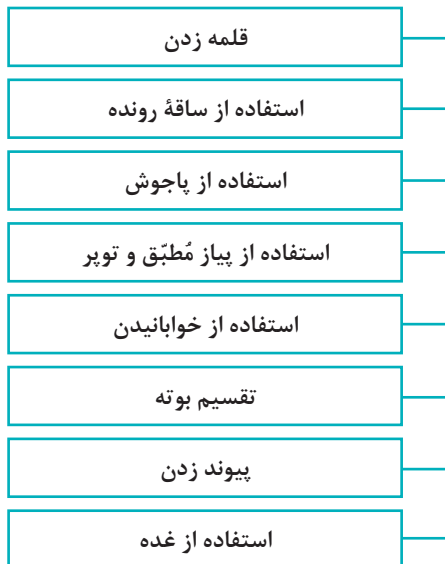 قلمه زدن
استفاده از ساقهٔ رونده
استفاده از پاجوش
استفاده از پیاز مُطبّق و توپر
استفاده از خوابانیدن
تقسیم بوته
پیوند زدن
استفاده از غده